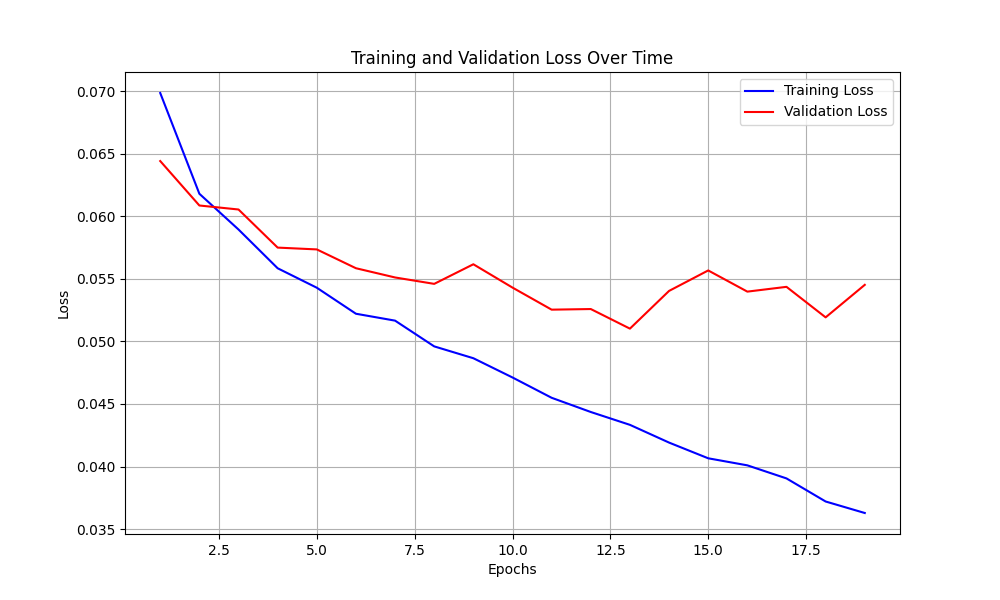 Training and Validation Loss Over Time
Training Loss
Validation Loss
Loss
0.070
0.065
0.060
0.055
0.050
0.045
0.040
0.035
2.5 5.0 7.5 10.0 12.5 15.0 17.5
Epochs